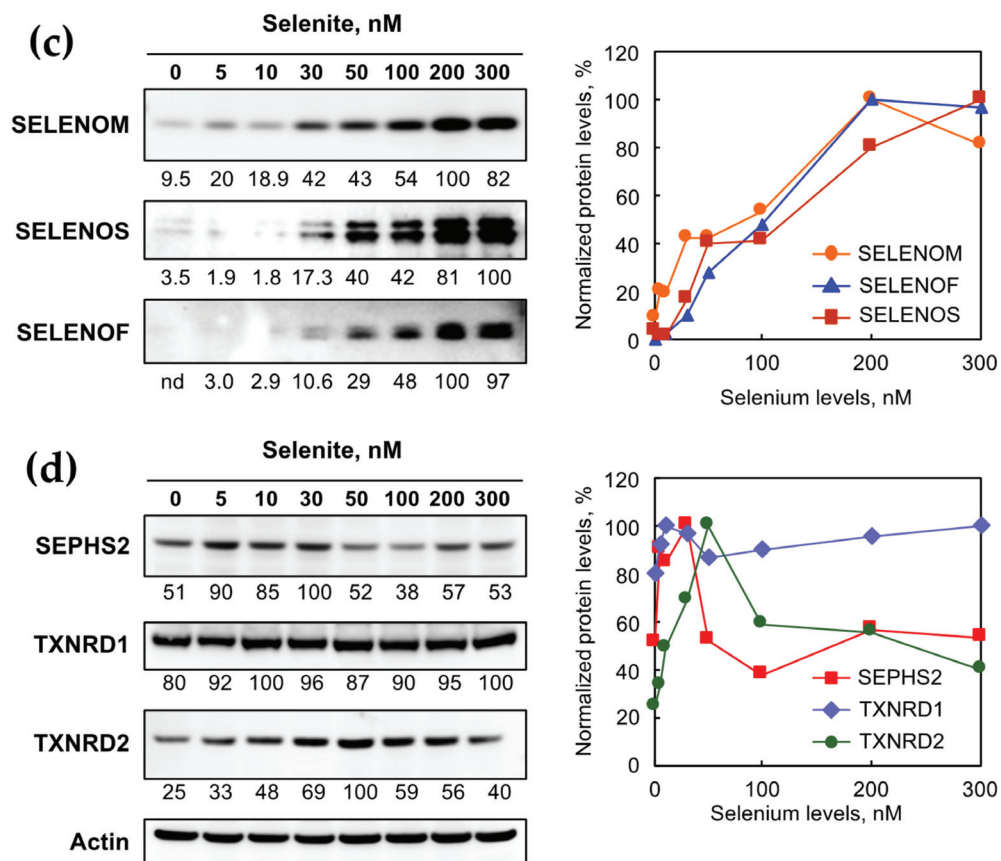 (c)
Selenite, nM
0 5 10 30 50 100 200 300
SELENOM
9.5 20 18.9 42 43 54 100 82
SELENOS
3.5 1.9 1.8 17.3 40 42 81 100
SELENOF
nd 3.0 2.9 10.6 29 48 100 97
Normalized protein levels, %
120
100
80
60
40
20
0
0 100 200 300
Selenium levels, nM
SELENOM
SELENOF
SELENOS
(d)
Selenite, nM
0 5 10 30 50 100 200 300
SEPHS2
51 90 85 100 52 38 57 53
TXNRD1
80 92 100 96 87 90 95 100
TXNRD2
25 33 48 69 100 59 56 40
Actin
Normalized protein levels, %
120
100
80
60
40
20
0
0 100 200 300
Selenium levels, nM
SEPHS2
TXNRD1
TXNRD2